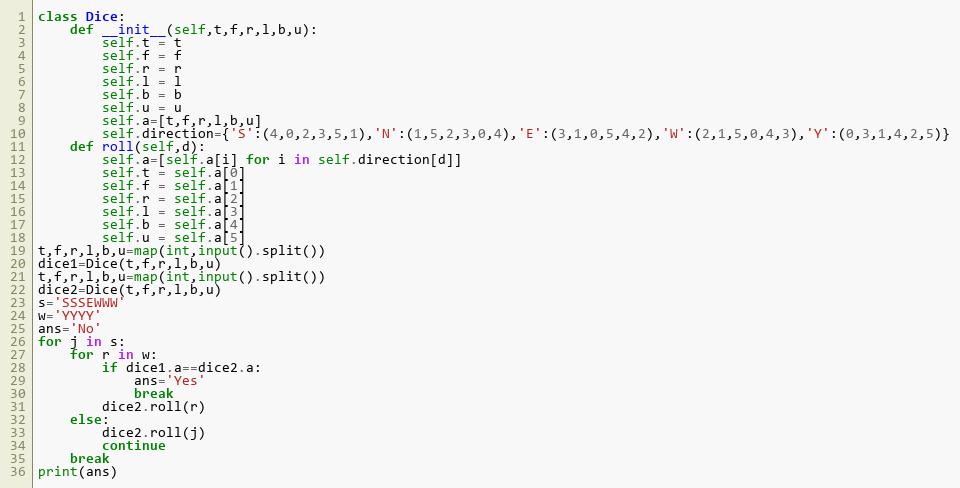 1 class Dice:
2     def __init__(self,t,f,r,l,b,u):
3         self.t = t
4         self.f = f
5         self.r = r
6         self.l = l
7         self.b = b
8         self.u = u
9         self.a=[t,f,r,l,b,u]
10         self.direction={'S':(4,0,2,3,5,1),'N':(1,5,2,3,0,4),'E':(3,1,0,5,4,2),'W':(2,1,5,0,4,3),'Y':(0,3,1,4,2,5)}
11     def roll(self,d):
12         self.a=[self.a[i] for i in self.direction[d]]
13         self.t = self.a[0]
14         self.f = self.a[1]
15         self.r = self.a[2]
16         self.l = self.a[3]
17         self.b = self.a[4]
18         self.u = self.a[5]
19 t,f,r,l,b,u=map(int,input().split())
20 dice1=Dice(t,f,r,l,b,u)
21 t,f,r,l,b,u=map(int,input().split())
22 dice2=Dice(t,f,r,l,b,u)
23 s='SSSEWWW'
24 w='YYYY'
25 ans='No'
26 for j in s:
27     for r in w:
28         if dice1.a==dice2.a:
29             ans='Yes'
30             break
31         dice2.roll(r)
32     else:
33         dice2.roll(j)
34         continue
35     break
36 print(ans)